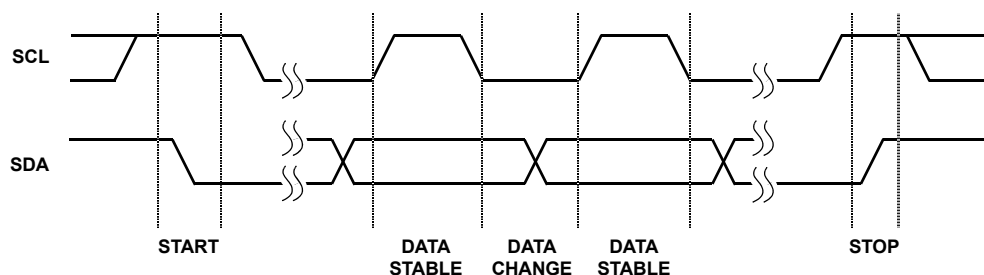 SCL
SDA
START
DATA
STABLE
DATA
CHANGE
DATA
STABLE
STOP